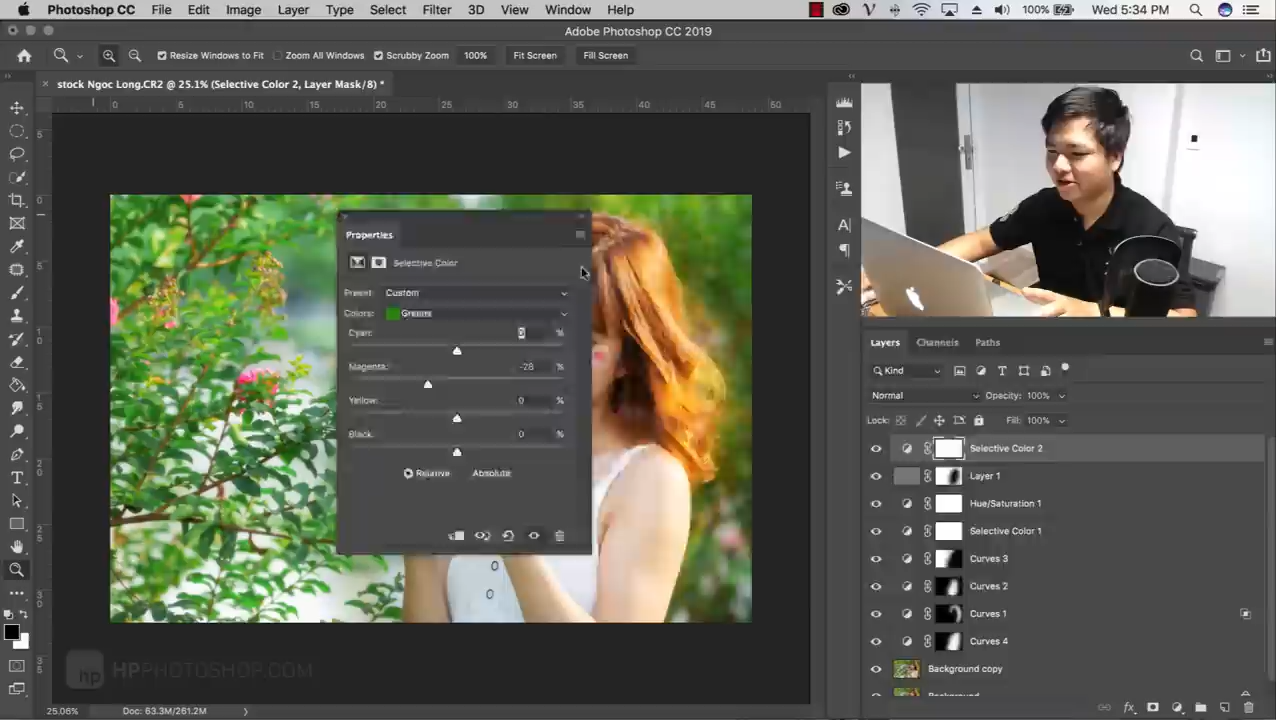 Photoshop CC File Edit Image Layer Type Select Filter 3D View Window Help 100% Wed 5:34 PM
Adobe Photoshop CC 2019
Resize Windows to Fit Zoom All Windows Scrubby Zoom 100% Fit Screen Fill Screen
stock Ngoc Long.CR2 @ 25.1% (Selective Color 2, Layer Mask/8) *
0 5 10 15 20 25 30 35 40 45 50
Properties
Selective Color
Preset: Custom
Colors: Greens
Cyan: 0 %
Magenta: -28 %
Yellow: 0 %
Black: 0 %
Relative Absolute
Layers Channels Paths
Kind
Normal Opacity: 100%
Lock: Fill: 100%
Selective Color 2
Layer 1
Hue/Saturation 1
Selective Color 1
Curves 3
Curves 2
Curves 1
Curves 4
Background copy
Background
hp HPPHOTOSHOP.COM
25.06% Doc: 63.3M/261.2M